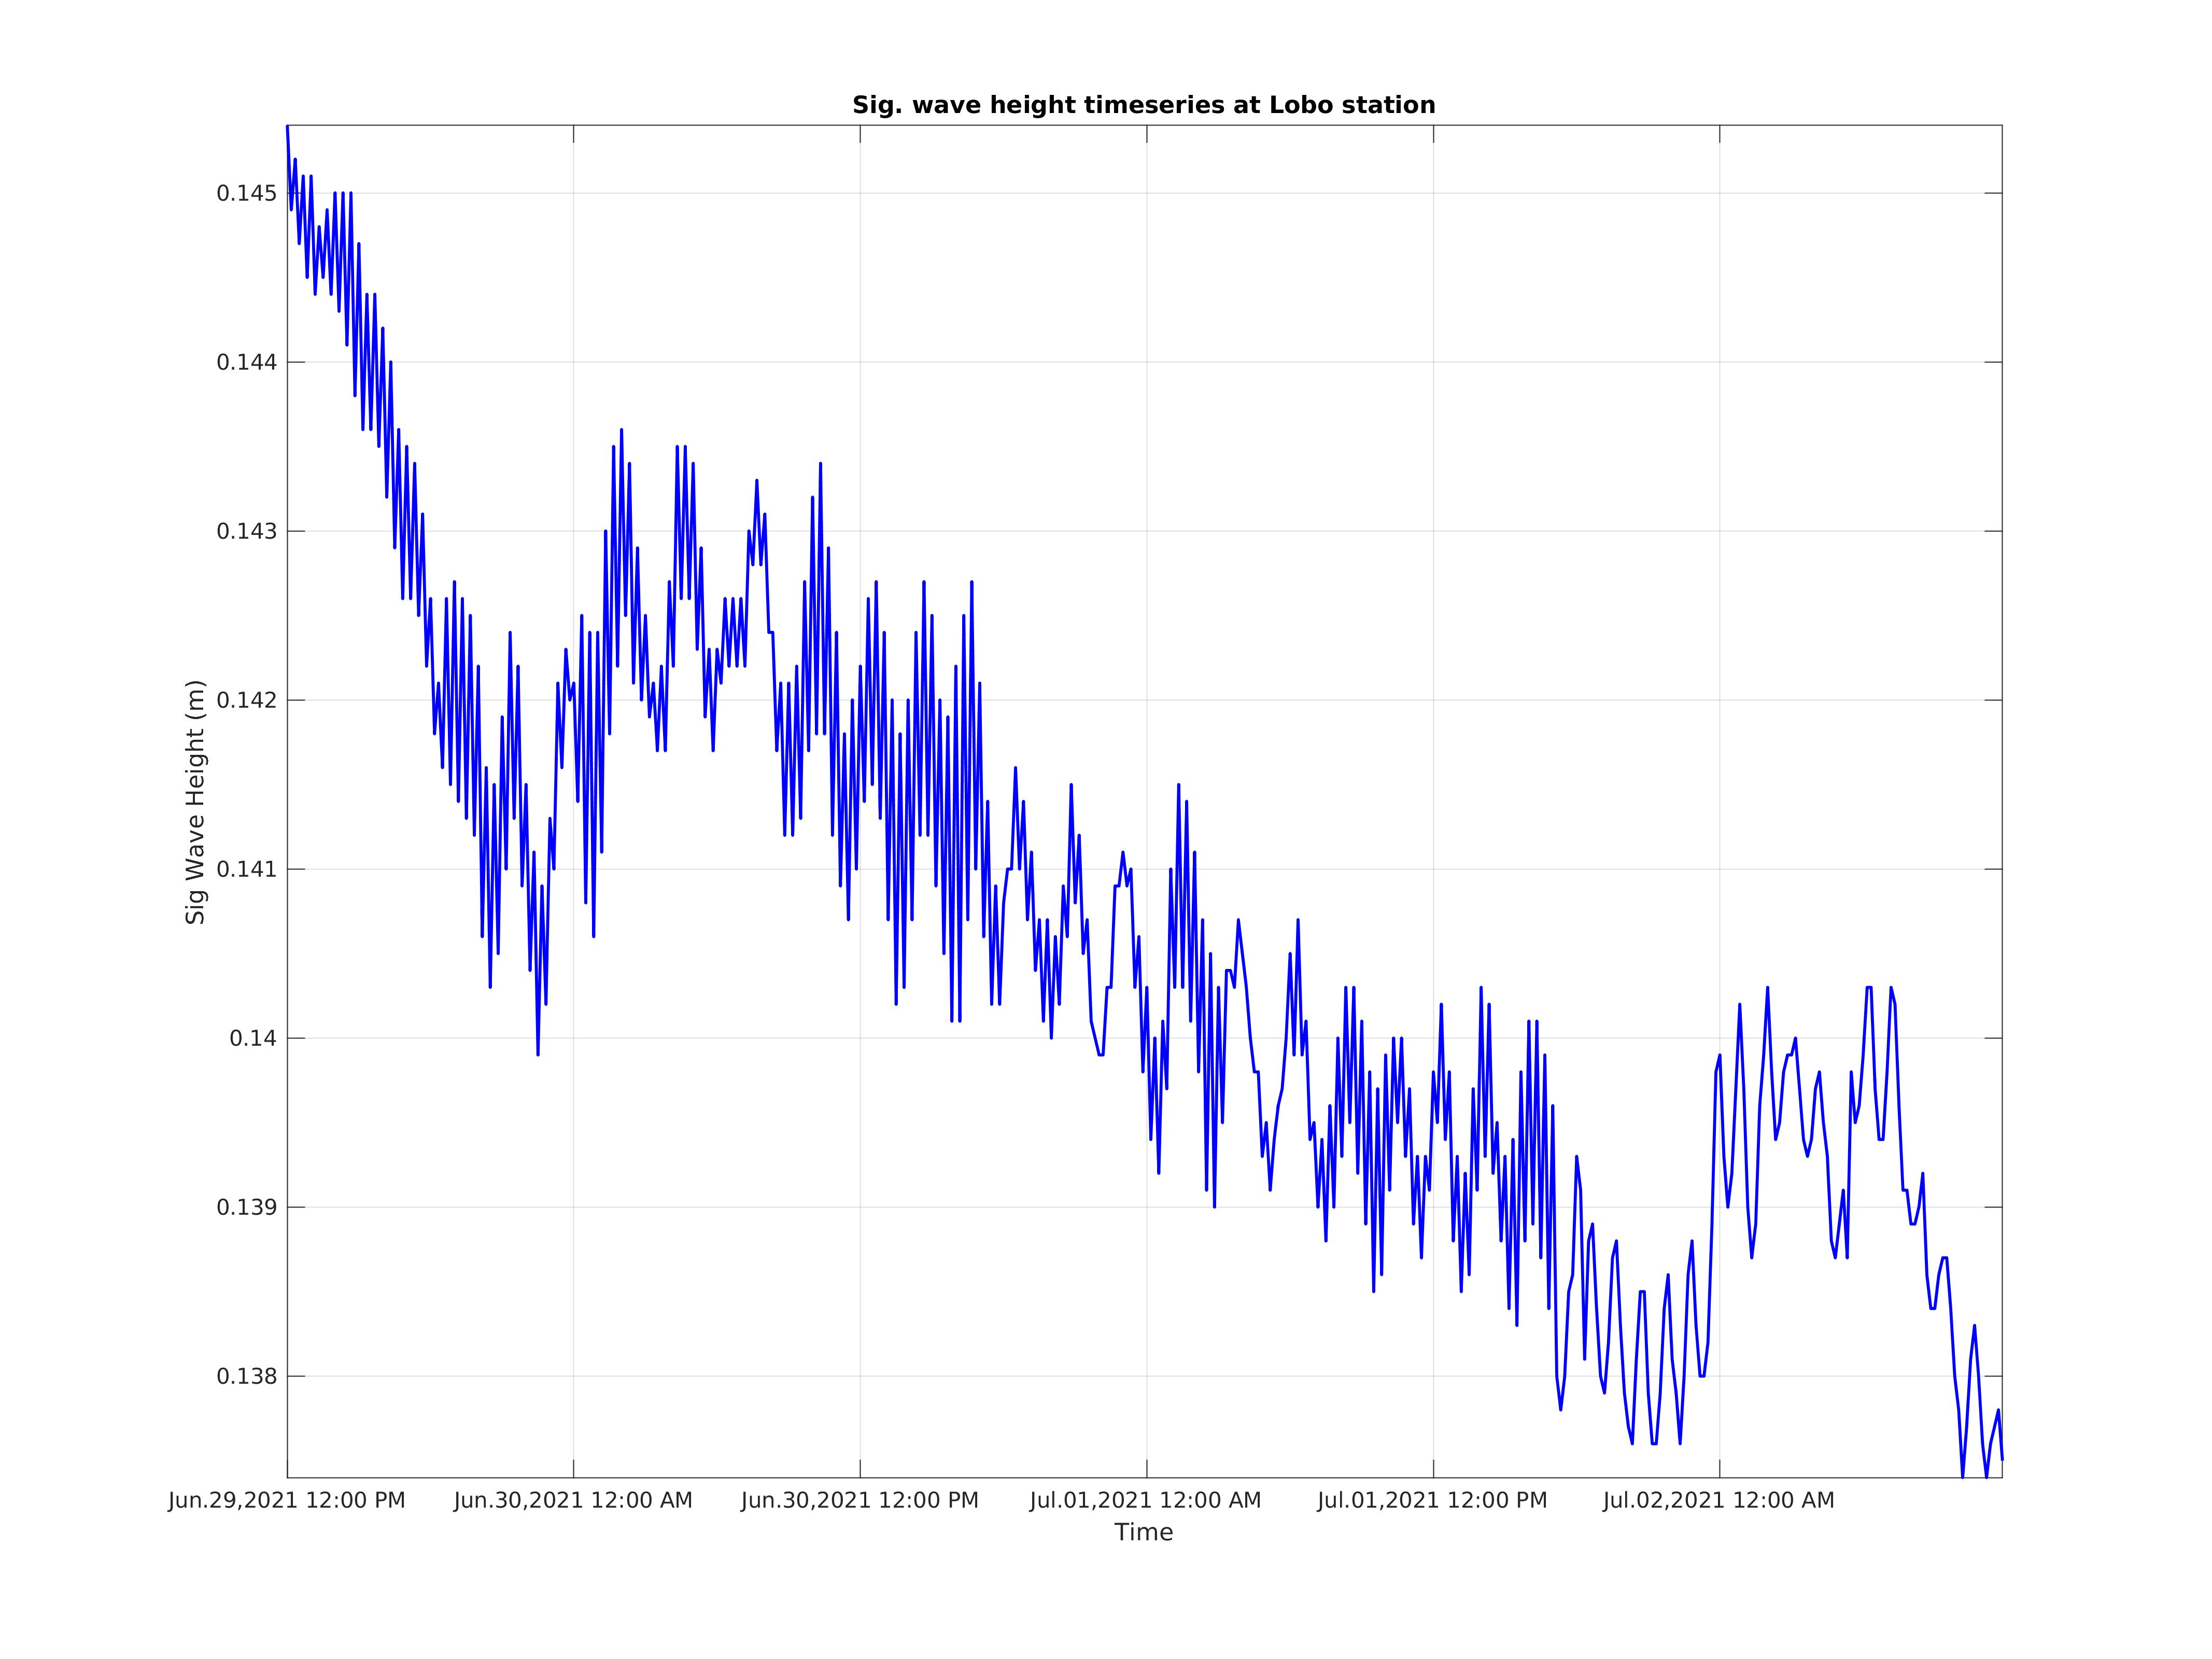 Sig. wave height timeseries at Lobo station
Sig Wave Height (m)
0.145
0.144
0.143
0.142
0.141
0.14
0.139
0.138
Jun.29,2021 12:00 PM
Jun.30,2021 12:00 AM
Jun.30,2021 12:00 PM
Jul.01,2021 12:00 AM
Jul.01,2021 12:00 PM
Jul.02,2021 12:00 AM
Time